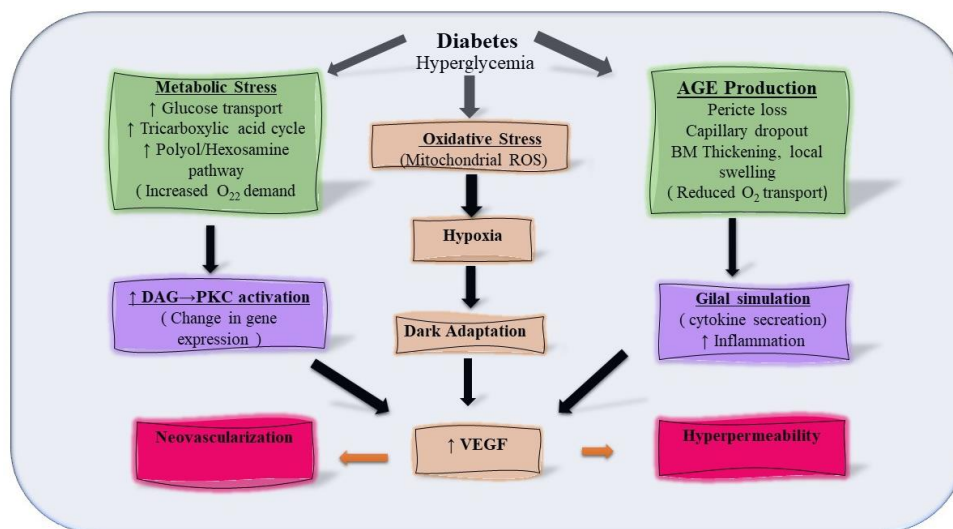 Diabetes
Hyperglycemia
Metabolic Stress
↑ Glucose transport
↑ Tricarboxylic acid cycle
↑ Polyol/Hexosamine
pathway
( Increased O₂₂ demand
Oxidative Stress
(Mitochondrial ROS)
AGE Production
Pericte loss
Capillary dropout
BM Thickening, local
swelling
( Reduced O₂ transport)
Hypoxia
↑ DAG→PKC activation
( Change in gene
expression )
Dark Adaptation
Gilal simulation
( cytokine secretion)
↑ Inflammation
Neovascularization
↑ VEGF
Hyperpermeability